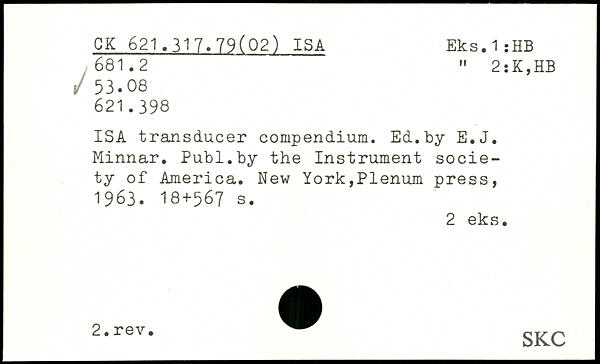 CK 621.317.79(02) ISA Eks.1:HB
681.2 " 2:K,HB
53.08
621.398
ISA transducer compendium. Ed.by E.J.
Minnar. Publ.by the Instrument socie-
ty of America. New York,Plenum press,
1963. 18+567 s.
2 eks.
2.rev.
SKC